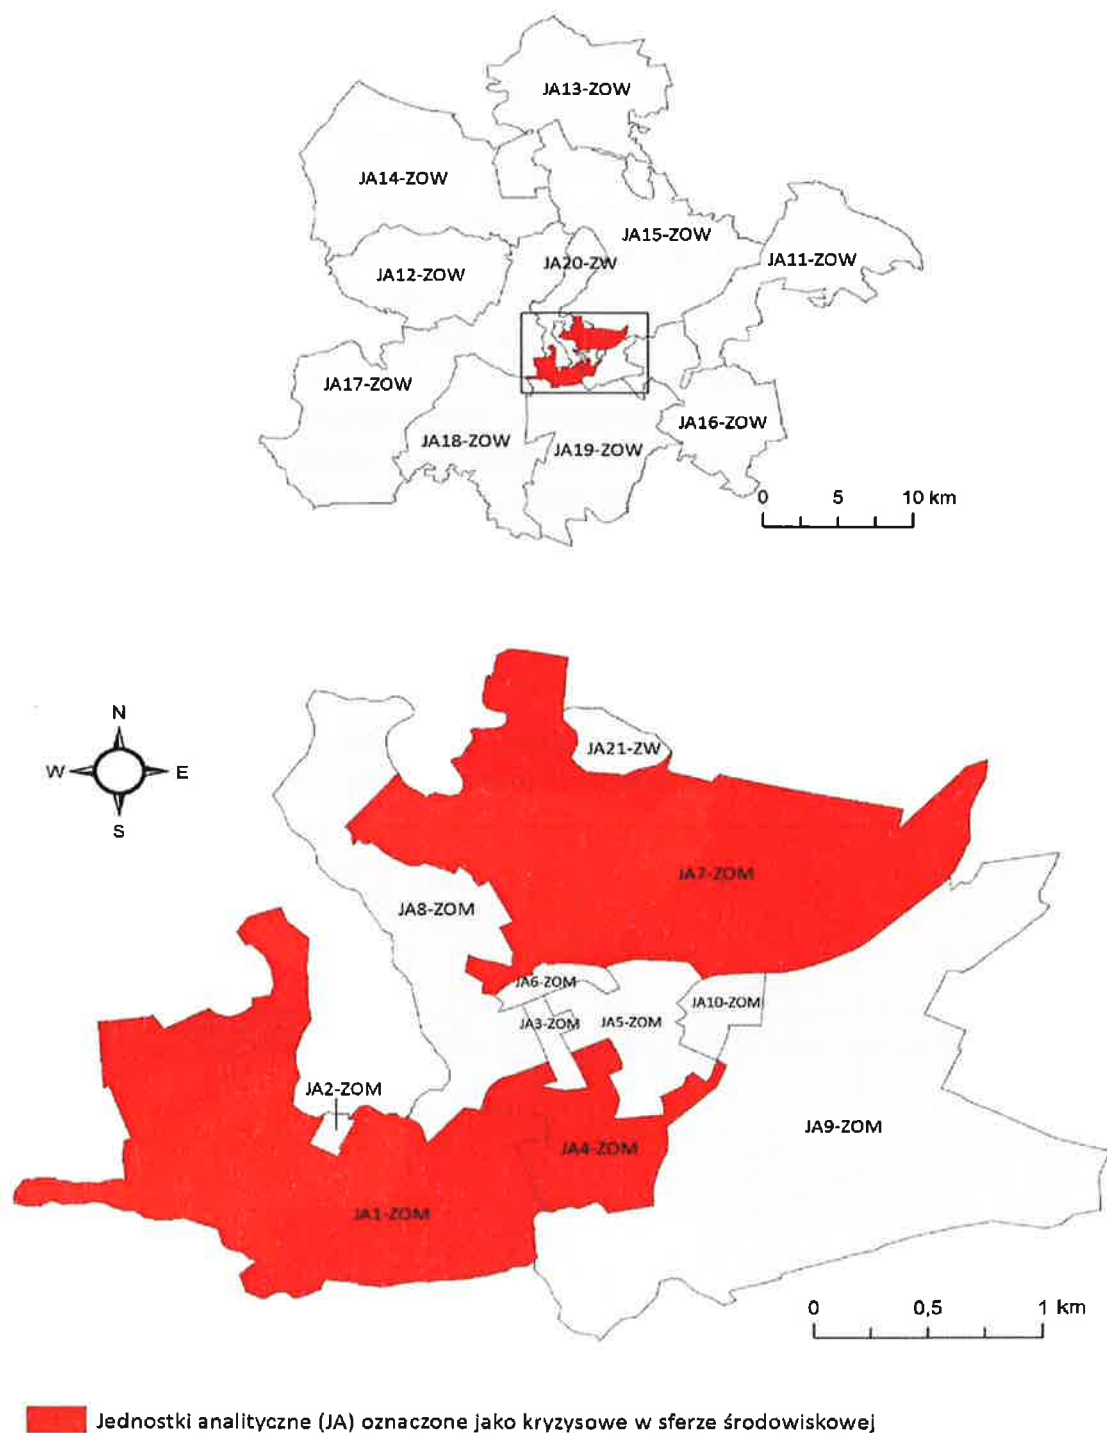 JA13-ZOW
JA14-ZOW
JA15-ZOW
JA11-ZOW
JA20-ZW
JA12-ZOW
JA17-ZOW
JA18-ZOW
JA19-ZOW
JA16-ZOW
0 5 10 km
N
W E
S
JA21-ZW
JA7-ZOM
JA8-ZOM
JA6-ZOM
JA3-ZOM
JA5-ZOM
JA10-ZOM
JA2-ZOM
JA9-ZOM
JA4-ZOM
JA1-ZOM
0 0,5 1 km
Jednostki analityczne (JA) oznaczone jako kryzysowe w sferze środowiskowej